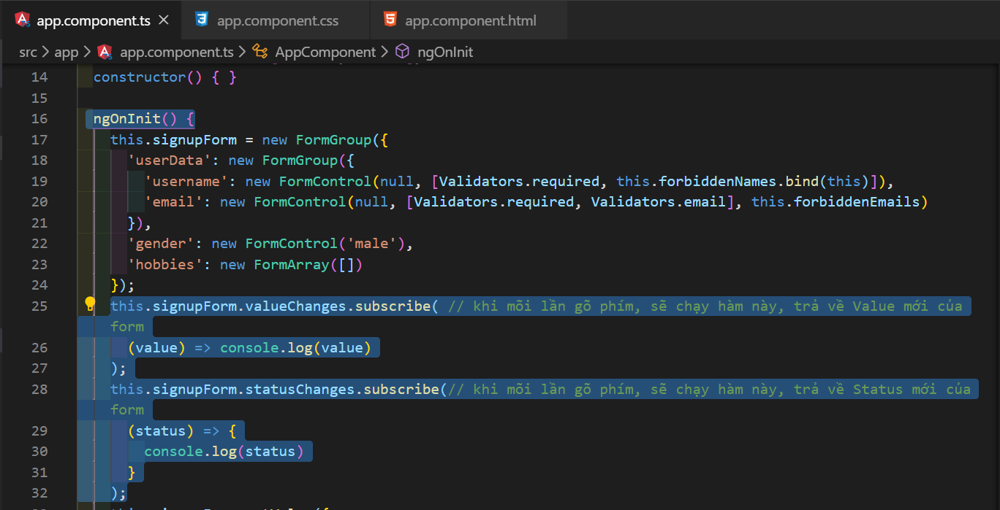 app.component.ts
app.component.css
app.component.html
src > app > app.component.ts > AppComponent > ngOnInit
14 constructor() { }
15
16 ngOnInit() {
17 this.signupForm = new FormGroup({
18 'userData': new FormGroup({
19 'username': new FormControl(null, [Validators.required, this.forbiddenNames.bind(this)]),
20 'email': new FormControl(null, [Validators.required, Validators.email], this.forbiddenEmails)
21 }),
22 'gender': new FormControl('male'),
23 'hobbies': new FormArray([])
24 });
25 this.signupForm.valueChanges.subscribe( // khi mõi lần gõ phím, sẽ chạy hàm này, trả về Value mới của
form
26 (value) => console.log(value)
27 );
28 this.signupForm.statusChanges.subscribe(// khi mõi lần gõ phím, sẽ chạy hàm này, trả về Status mới của
form
29 (status) => {
30 console.log(status)
31 }
32 );